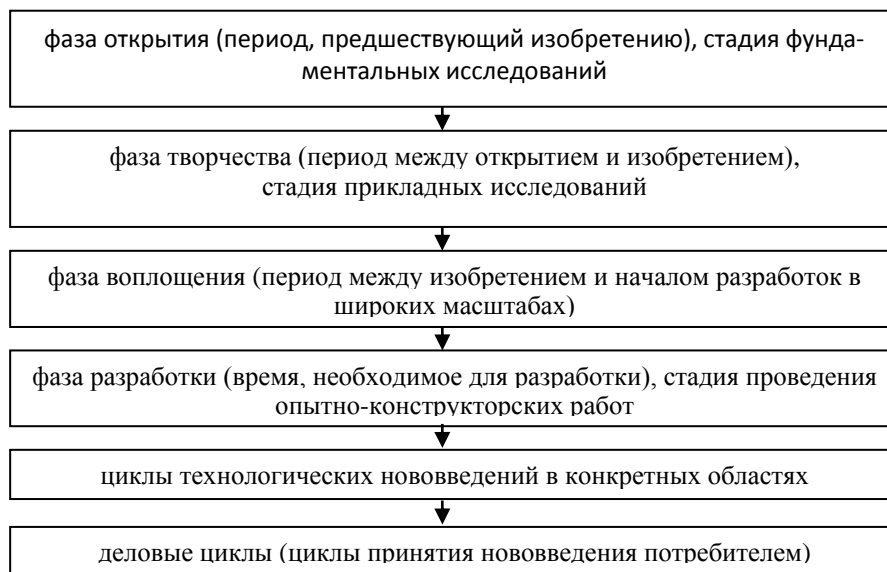 фаза открытия (период, предшествующий изобретению), стадия фунда-
ментальных исследований
фаза творчества (период между открытием и изобретением),
стадия прикладных исследований
фаза воплощения (период между изобретением и началом разработок в
широких масштабах)
фаза разработки (время, необходимое для разработки), стадия проведения
опытно-конструкторских работ
циклы технологических нововведений в конкретных областях
деловые циклы (циклы принятия нововведения потребителем)